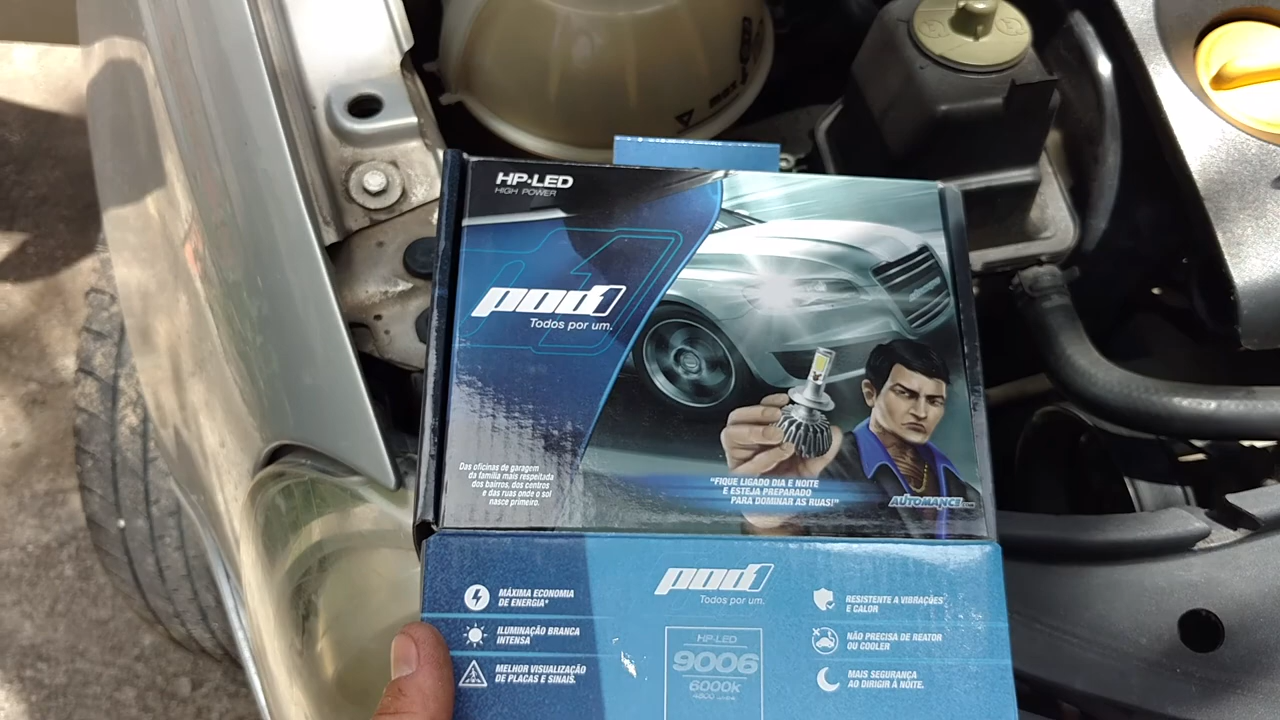 max
HP-LED
HIGH POWER
pod1
Todos por um.
Das oficinas de garagem
da família mais respeitada
dos bairros, dos centros
e das ruas onde o sol
nasce primeiro.
"FIQUE LIGADO DIA E NOITE
E ESTEJA PREPARADO
PARA DOMINAR AS RUAS!"
AUTOMANCE
pod1
Todos por um.
MÁXIMA ECONOMIA
DE ENERGIA*
ILUMINAÇÃO BRANCA
INTENSA
MELHOR VISUALIZAÇÃO
DE PLACAS E SINAIS.
HP-LED
9006
6000k
RESISTENTE A VIBRAÇÕES
E CALOR
NÃO PRECISA DE REATOR
OU COOLER
MAIS SEGURANÇA
AO DIRIGIR À NOITE.